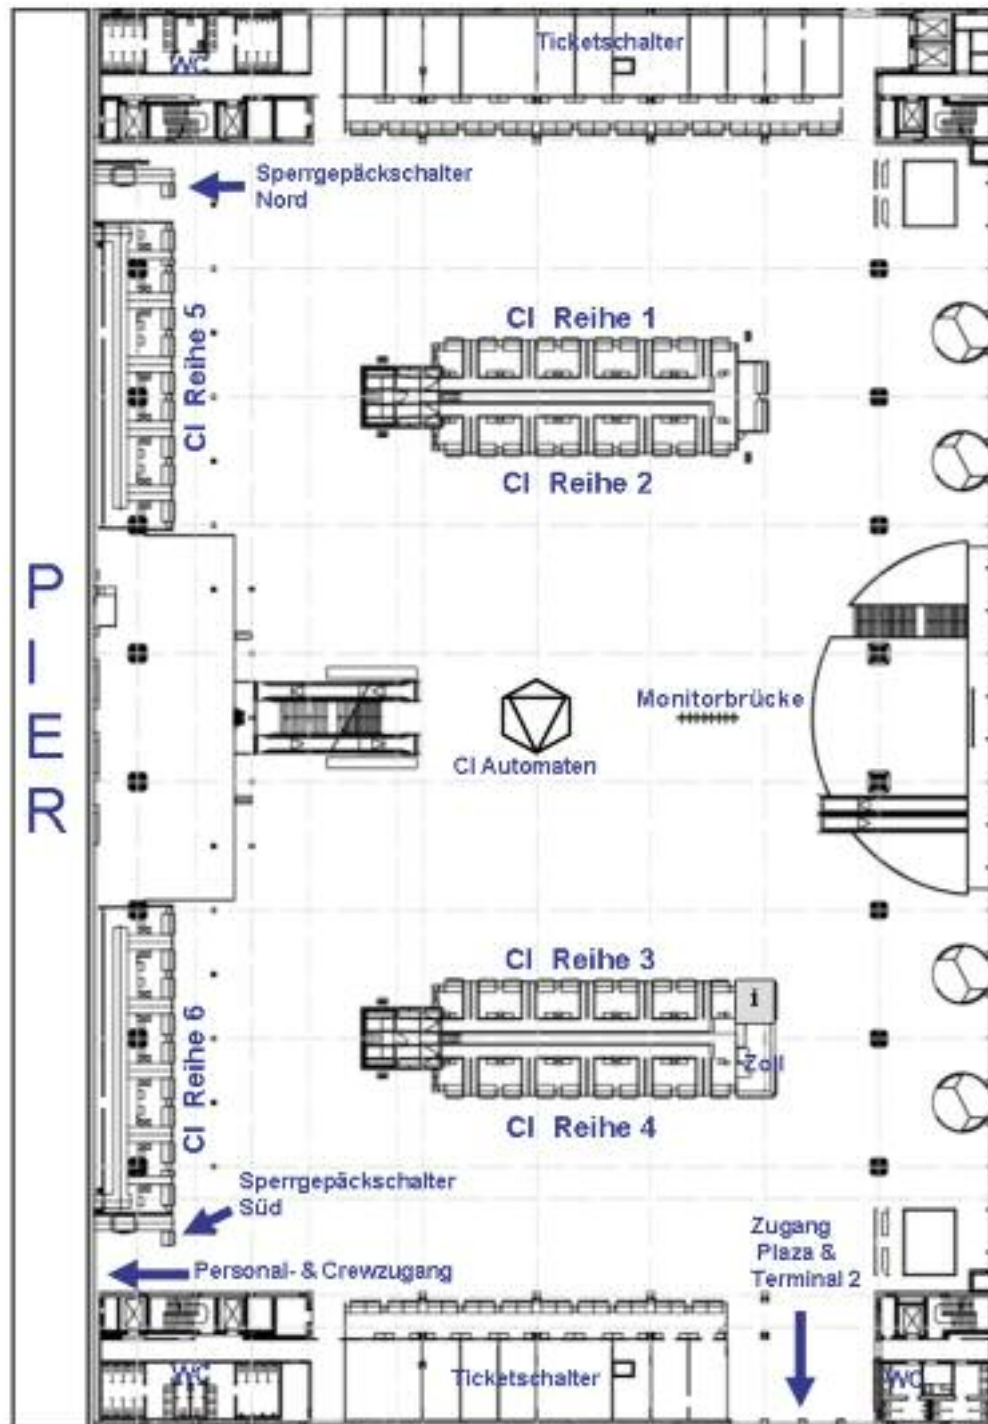 Ticketschalter
WC
Sperrgepäckschalter
Nord
CI Reihe 5
CI Reihe 1
CI Reihe 2
PIER
Monitorbrücke
CI Automaten
CI Reihe 3
i
Zoll
CI Reihe 6
CI Reihe 4
Sperrgepäckschalter
Süd
Zugang
Plaza &
Terminal 2
Personal- & Crewzugang
WC
Ticketschalter
WC